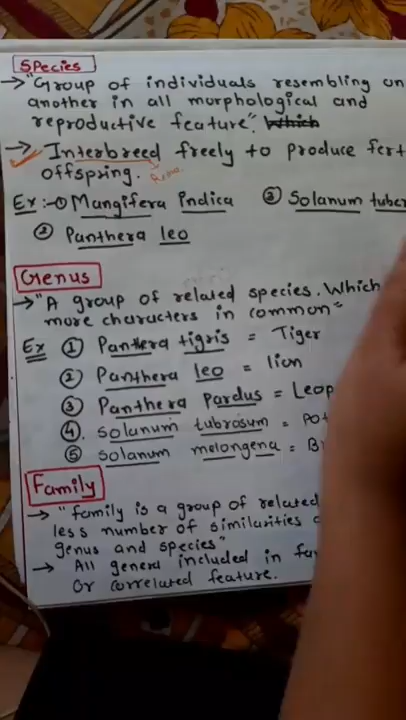 Species
→ "Group of individuals resembling on
another in all morphological and
reproductive feature". Which
→ Interbreed freely to produce fert
offspring.
Ex:-① Mangifera indica ③ Solanum tuber
② Panthera leo
Genus
→ "A group of related species. Which
more characters in common"
Ex ① Panthera tigris = Tiger
② Panthera leo = lion
③ Panthera Pardus = Leop
④. Solanum tubrosum = Pot
⑤ Solanum melongena = B
Family
→ "family is a group of related
less number of similarities
genus and species"
→ All genera included in fa
Or correlated feature.